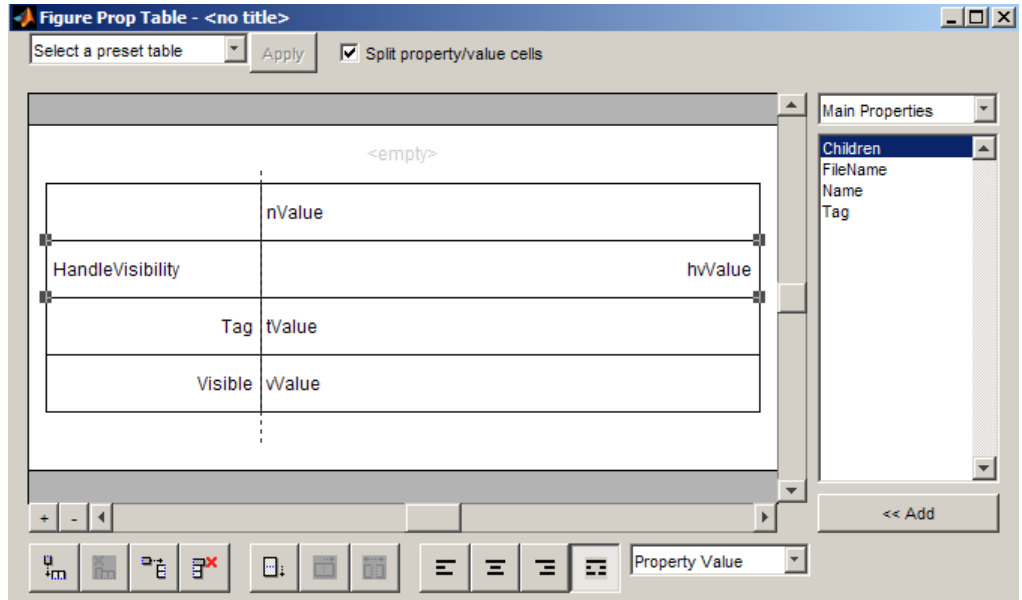 Figure Prop Table - <no title>
Select a preset table
Apply
Split property/value cells
Main Properties
<empty>
Children
FileName
Name
Tag
nValue
HandleVisibility hvValue
Tag tValue
Visible vValue
<< Add
+ -
Property Value